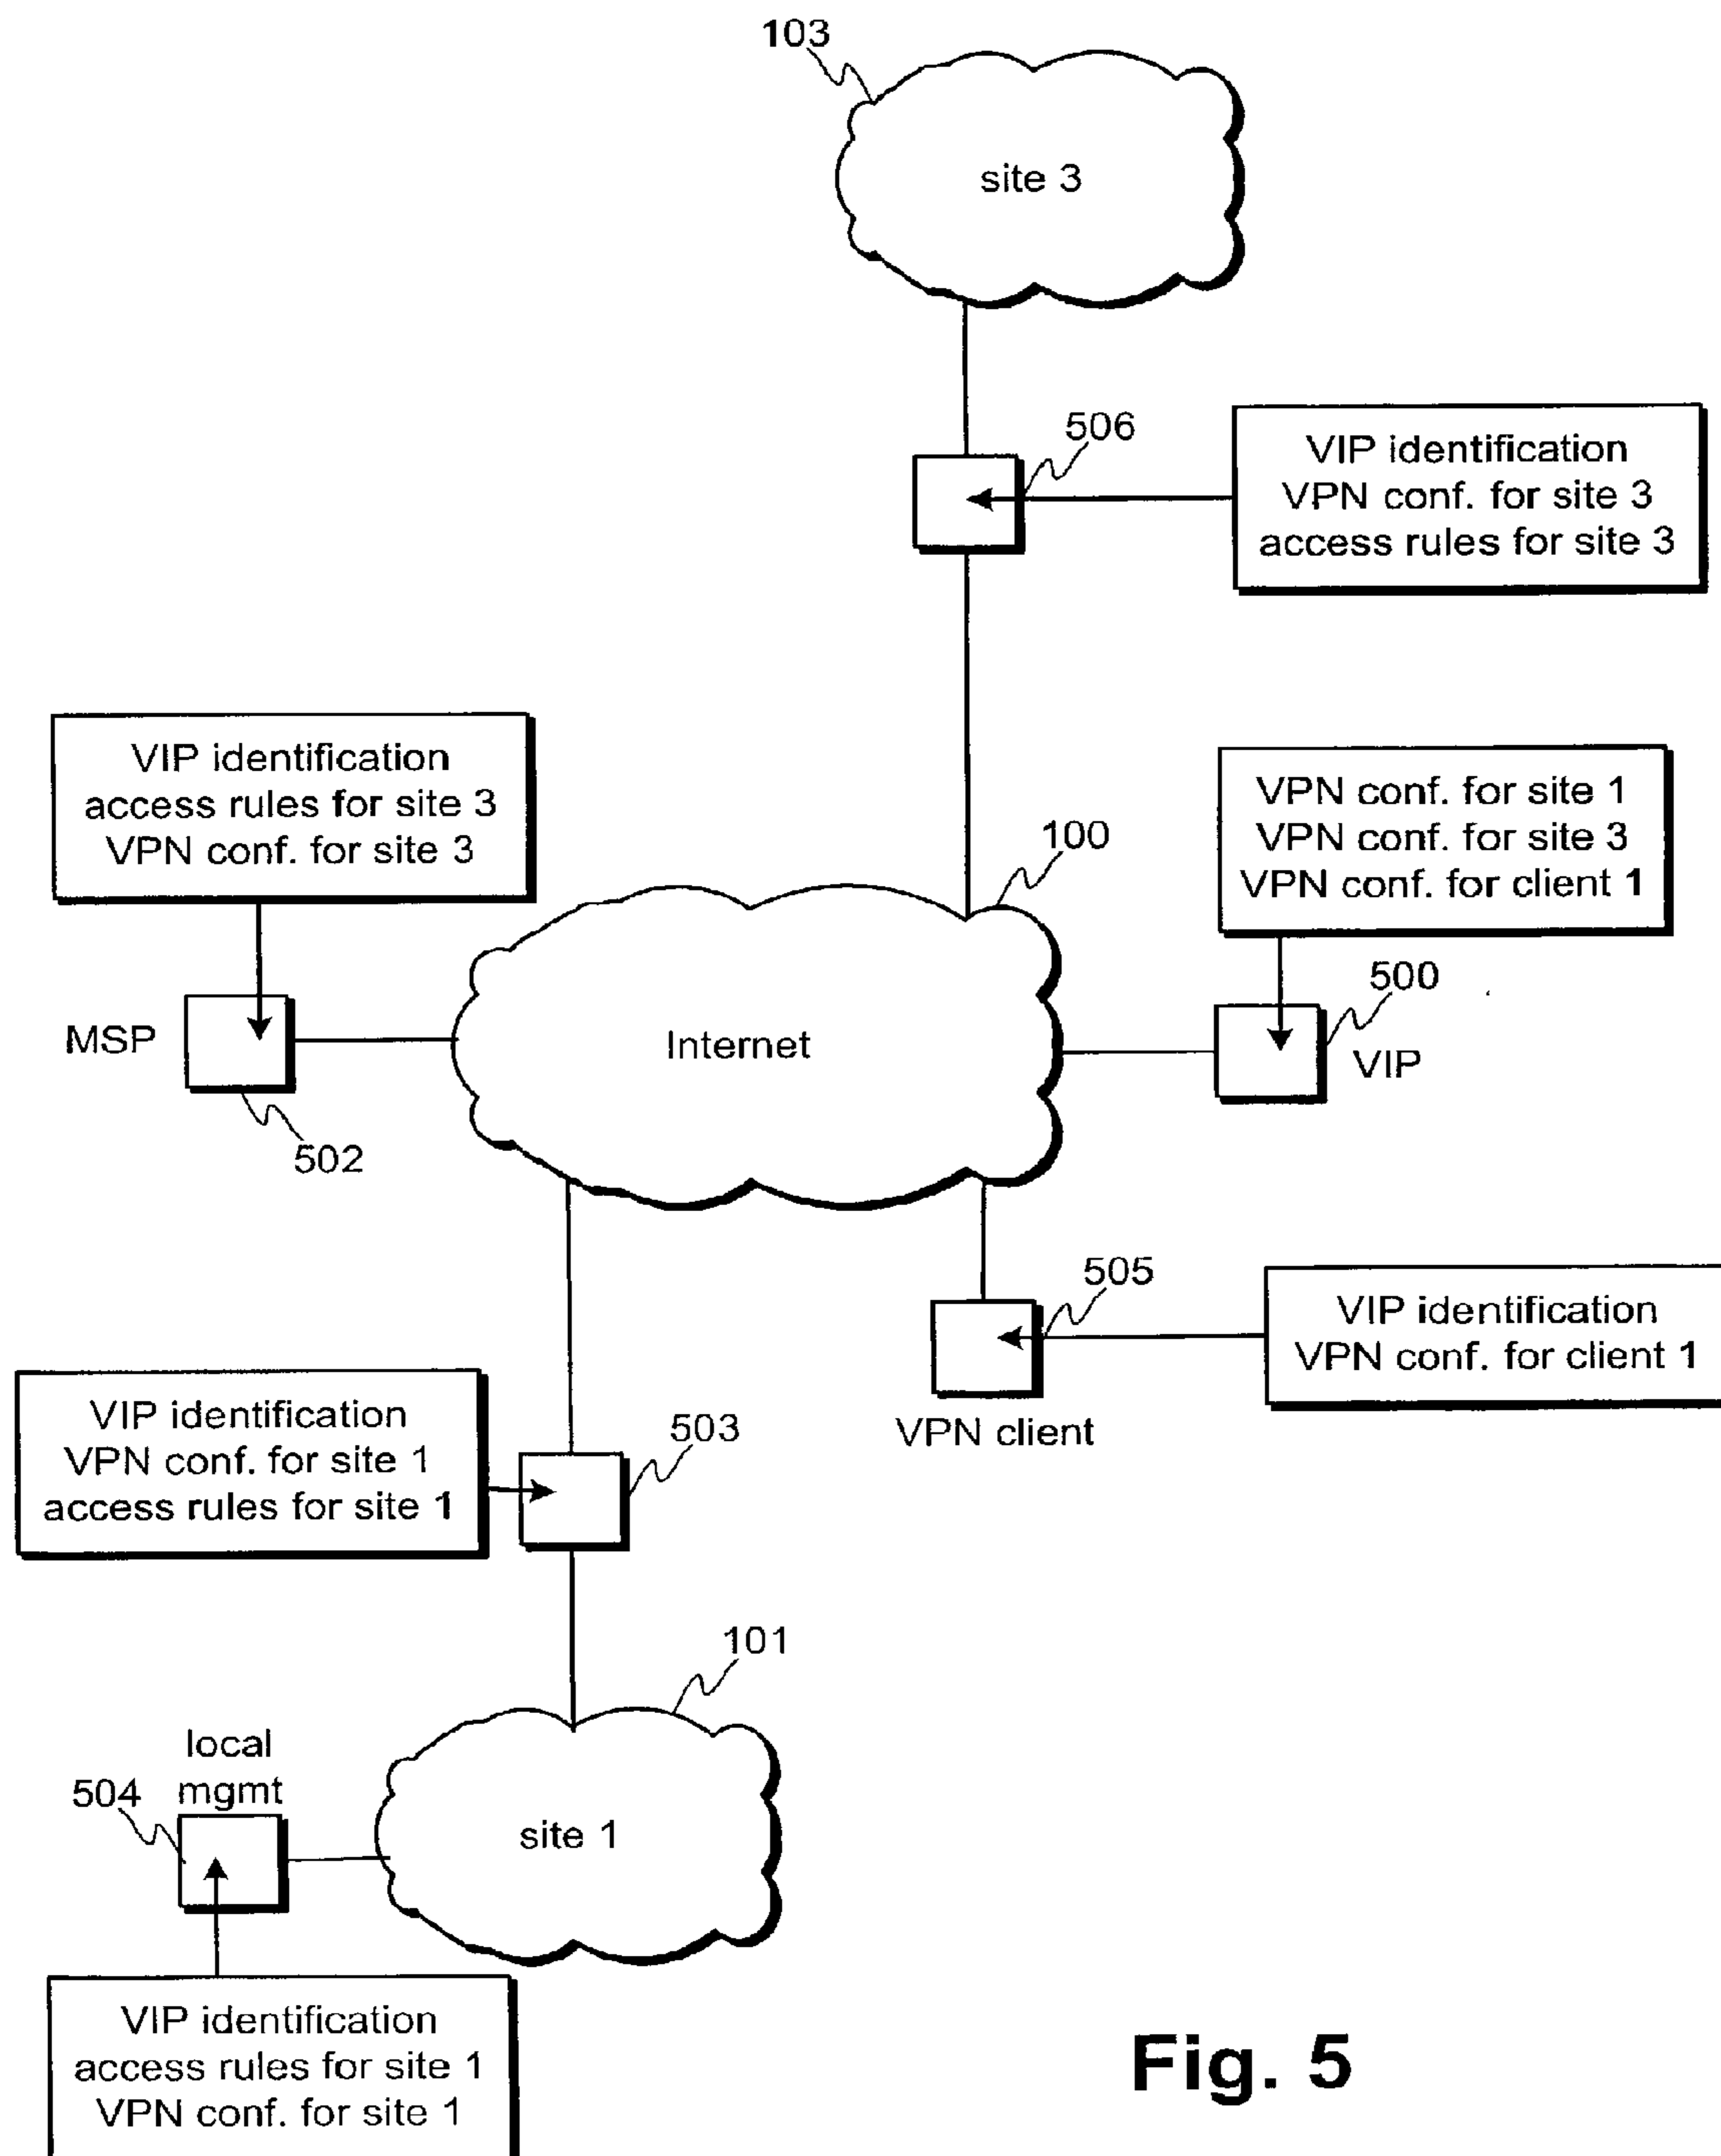 103
site 3
506
VIP identification
VPN conf. for site 3
access rules for site 3
VIP identification
access rules for site 3
VPN conf. for site 3
VPN conf. for site 1
VPN conf. for site 3
VPN conf. for client 1
100
500
MSP
Internet
VIP
502
505
VIP identification
VPN conf. for client 1
VPN client
VIP identification
VPN conf. for site 1
access rules for site 1
503
101
local
mgmt
504
site 1
VIP identification
access rules for site 1
VPN conf. for site 1
Fig. 5